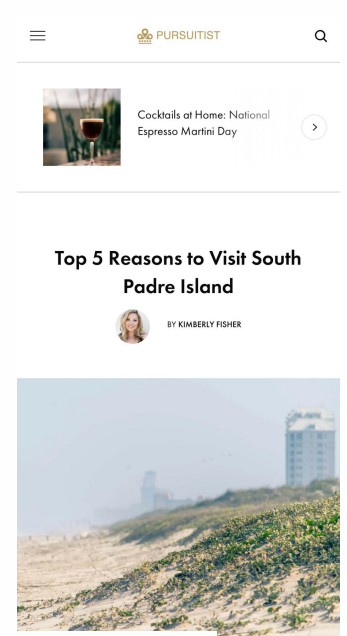 PURSUITIST
Cocktails at Home: National
Espresso Martini Day
Top 5 Reasons to Visit South
Padre Island
BY KIMBERLY FISHER